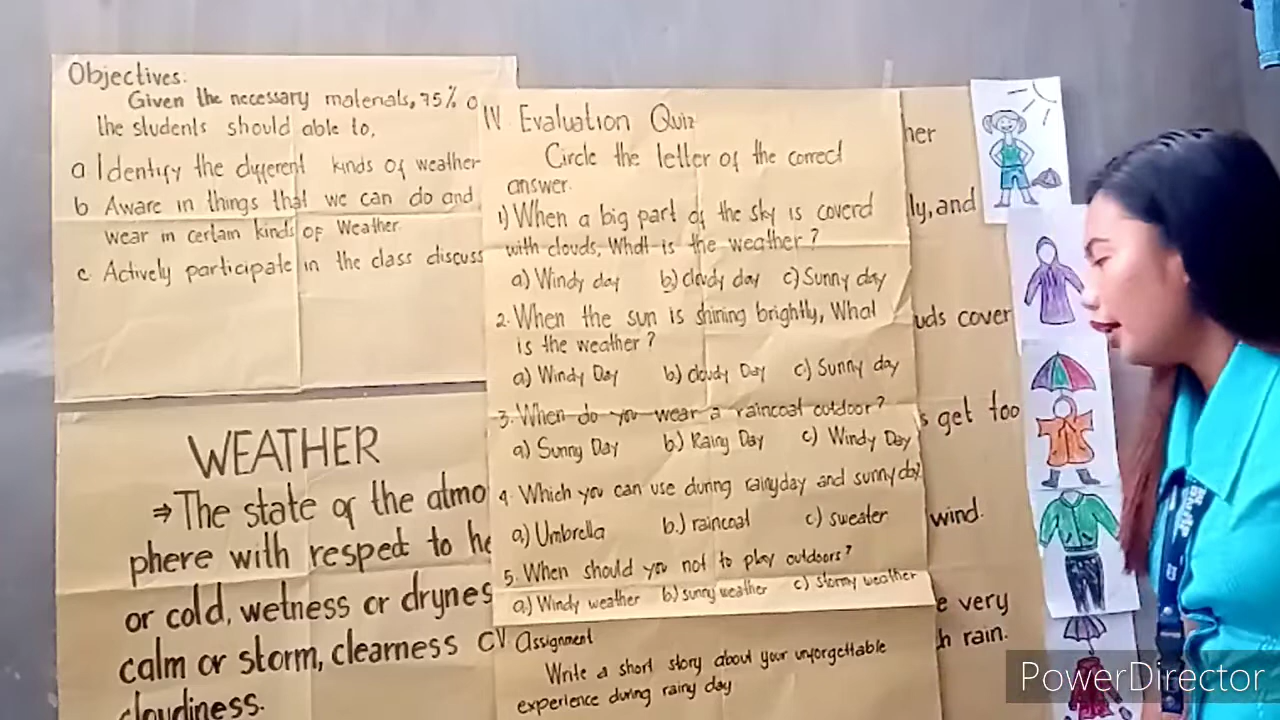 Objectives:
Given the necessary materials, 75% o
the students should able to,
a Identify the different kinds of weather
b Aware in things that we can do and
wear in certain kinds of Weather.
c. Actively participate in the class discuss
WEATHER
⇒ The state of the atmo
phere with respect to he
or cold, wetness or drynes
calm or storm, clearness o
cloudiness.
IV. Evaluation Quiz
Circle the letter of the correct
answer.
1) When a big part of the sky is coverd
with clouds, What is the weather?
a) Windy day b) cloudy day c) Sunny day
2. When the sun is shining brightly, What
is the weather?
a) Windy Day b) cloudy Day c) Sunny day
3. When do you wear a raincoat outdoor?
a) Sunny Day b) Rainy Day c) Windy Day
4. Which you can use during rainyday and sunny day
a) Umbrella b.) raincoat c) sweater
5. When should you not to play outdoors?
a.) Windy weather b) sunny weather c) stormy weather
V. Assignment
Write a short story about your unforgettable
experience during rainy day
her
ly, and
uds cover
s get too
wind.
e very
h rain.
PowerDirector